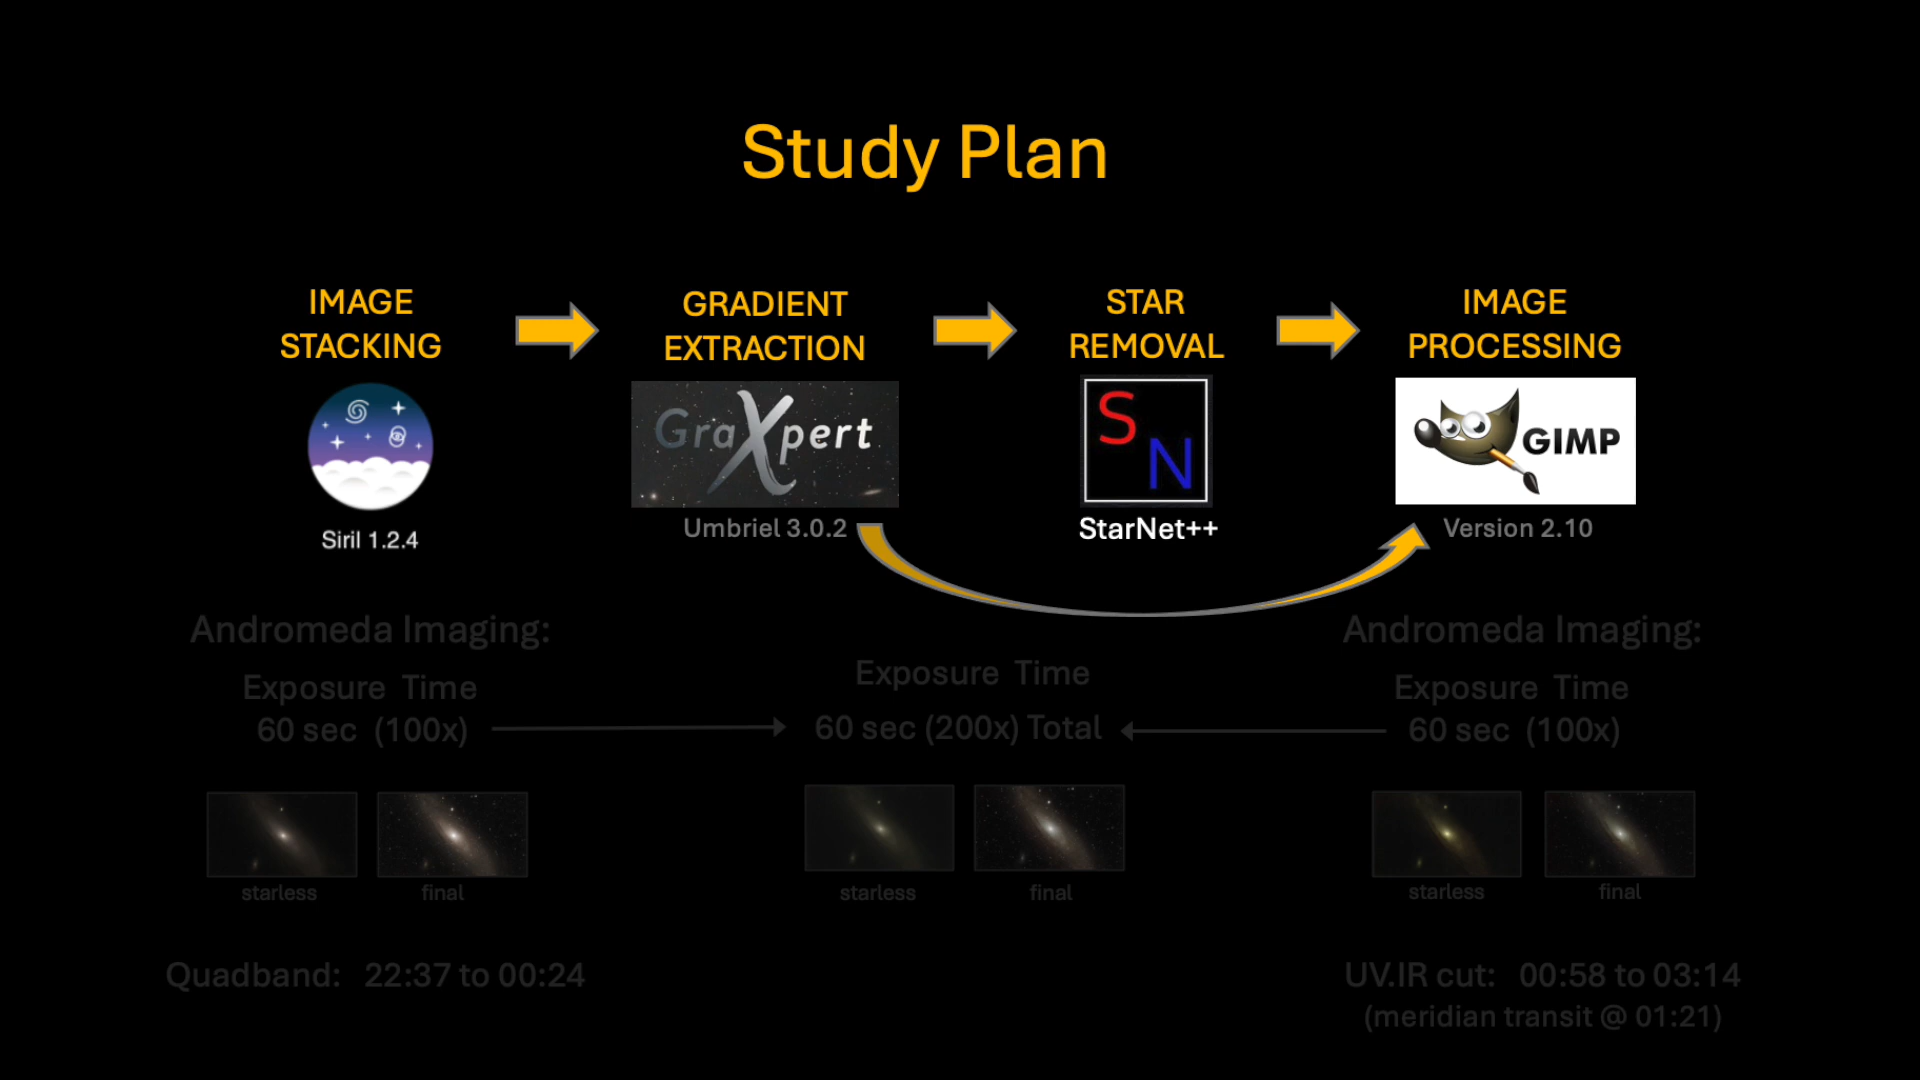 Study Plan
IMAGE
STACKING
GRADIENT
EXTRACTION
STAR
REMOVAL
IMAGE
PROCESSING
GraXpert
S
N
GIMP
Siril 1.2.4
Umbriel 3.0.2
StarNet++
Version 2.10
Andromeda Imaging:
Exposure Time
60 sec (100x)
Exposure Time
60 sec (200x) Total
Andromeda Imaging:
Exposure Time
60 sec (100x)
starless
final
starless
final
starless
final
Quadband: 22:37 to 00:24
UV.IR cut: 00:58 to 03:14
(meridian transit @ 01:21)